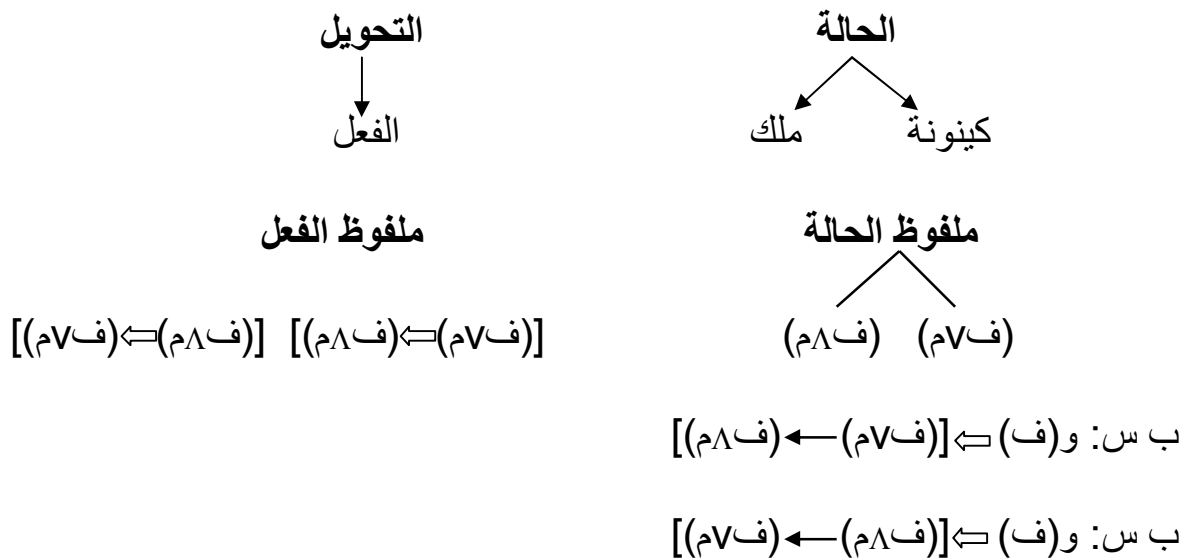 الحالة التحويل
كينونة ملك الفعل
ملفوظ الحالة ملفوظ الفعل
(ف∨م) (ف∧م) [(ف∨م)⇐(ف∧م)] [(ف∧م)⇐(ف∨م)]
ب س: و(ف) ⇐[(ف∨م)←(ف∧م)]
ب س: و(ف) ⇐[(ف∧م)←(ف∨م)]